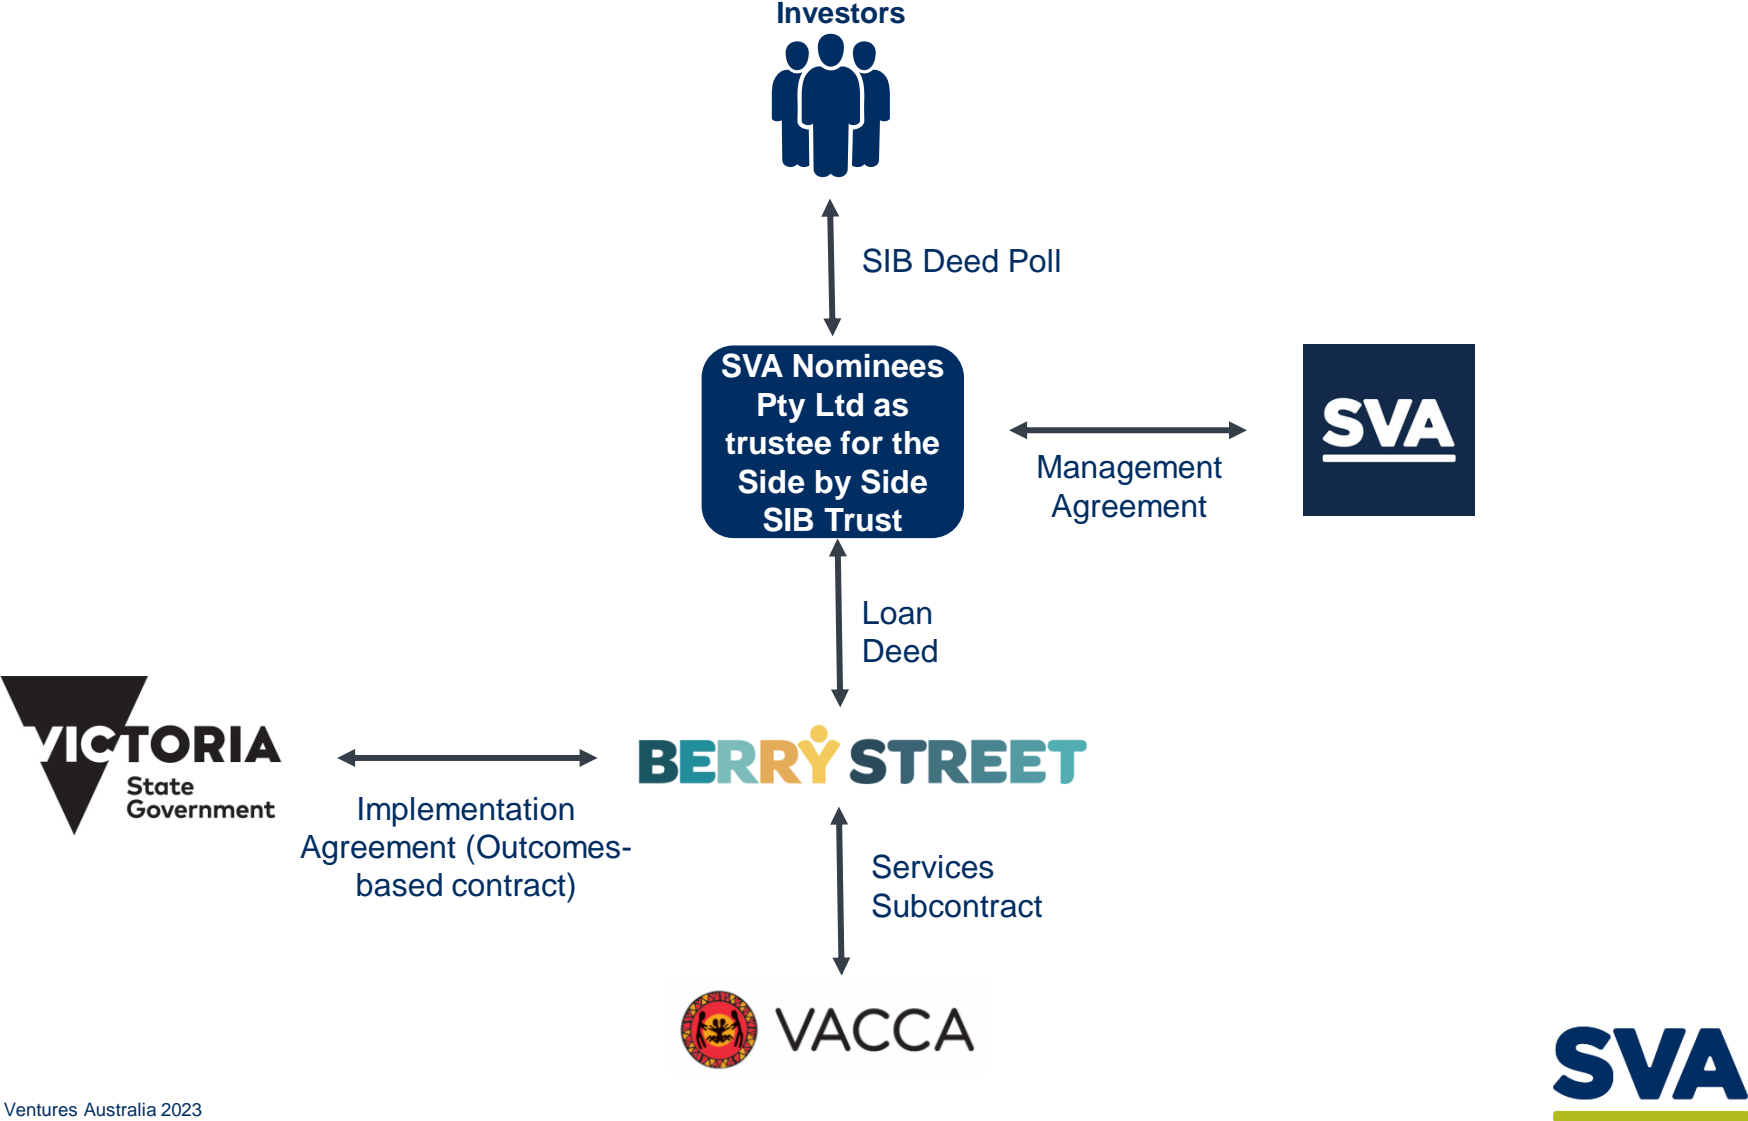 Investors
SIB Deed Poll
SVA Nominees
Pty Ltd as
trustee for the
Side by Side
SIB Trust
SVA
Management
Agreement
Loan
Deed
VICTORIA
State
Government
BERRY STREET
Implementation
Agreement (Outcomes-
based contract)
Services
Subcontract
VACCA
SVA
Ventures Australia 2023